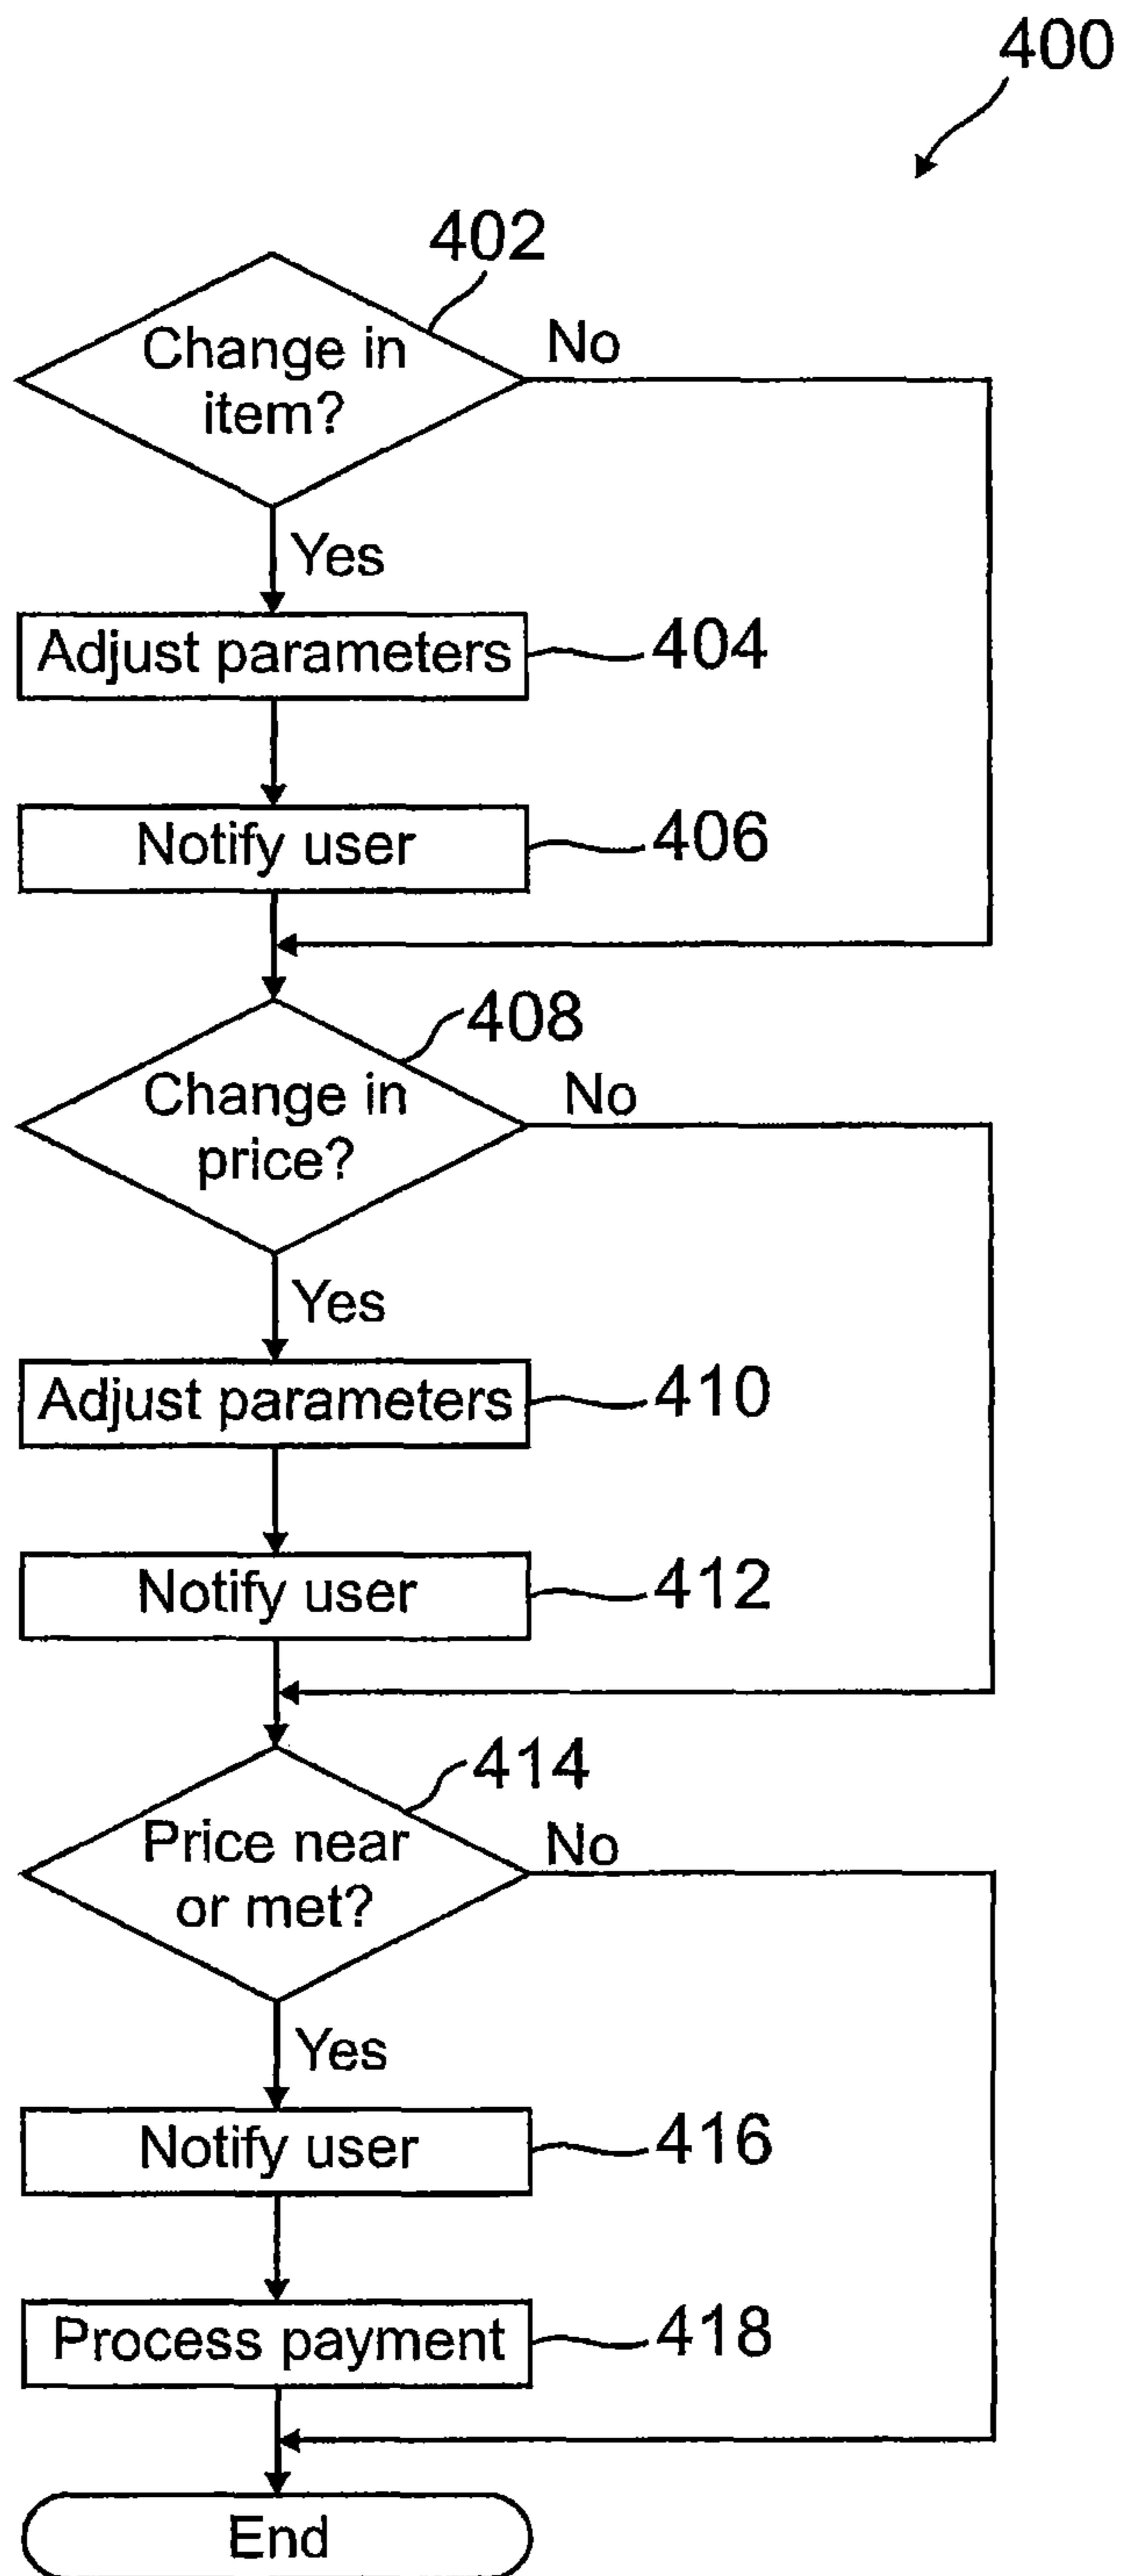 400
402
Change in
item?
No
Yes
Adjust parameters
404
Notify user
406
408
Change in
price?
No
Yes
Adjust parameters
410
Notify user
412
414
Price near
or met?
No
Yes
Notify user
416
Process payment
418
End